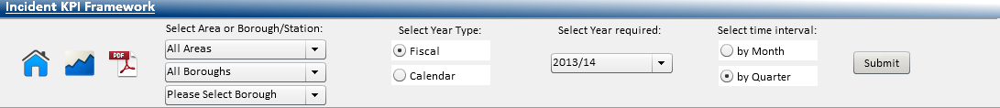 Incident KPI Framework
Select Area or Borough/Station:
All Areas
All Boroughs
Please Select Borough
Select Year Type:
Fiscal
Calendar
Select Year required:
2013/14
Select time interval:
by Month
by Quarter
Submit
PDF